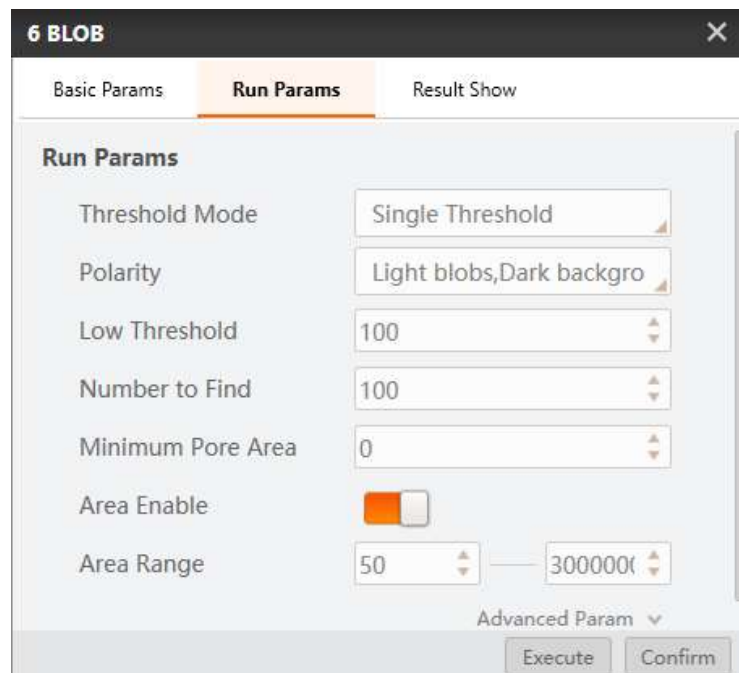 6 BLOB
Basic Params Run Params Result Show
Run Params
Threshold Mode Single Threshold
Polarity Light blobs,Dark backgro
Low Threshold 100
Number to Find 100
Minimum Pore Area 0
Area Enable
Area Range 50 3000000
Advanced Param
Execute Confirm